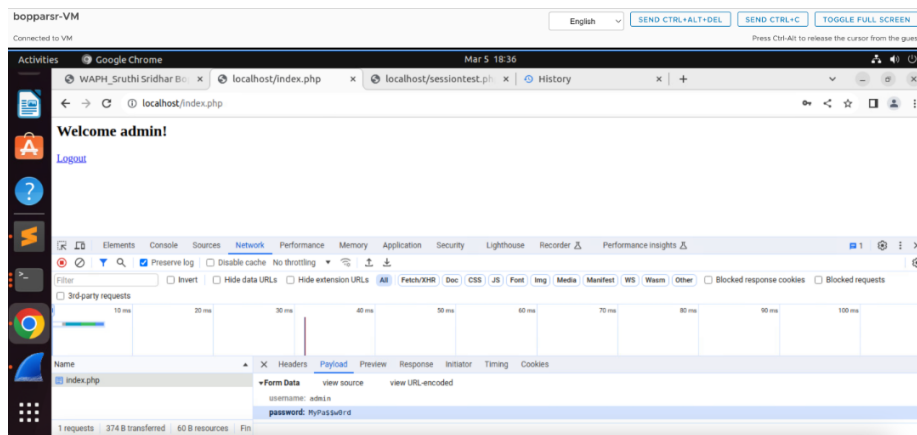 bopparsr-VM
English
SEND CTRL+ALT+DEL
SEND CTRL+C
TOGGLE FULL SCREEN
Connected to VM
Press Ctrl-Alt to release the cursor from the gues
Activities Google Chrome Mar 5 18:36
WAPH_Sruthi Sridhar Bo localhost/index.php localhost/sessiontest.ph History
localhost/index.php
Welcome admin!
Logout
Elements Console Sources Network Performance Memory Application Security Lighthouse Recorder Performance insights 1
Preserve log Disable cache No throttling
Filter Invert Hide data URLs Hide extension URLs All Fetch/XHR Doc CSS JS Font Img Media Manifest WS Wasm Other Blocked response cookies Blocked requests
3rd-party requests
10 ms 20 ms 30 ms 40 ms 50 ms 60 ms 70 ms 80 ms 90 ms 100 ms
Name Headers Payload Preview Response Initiator Timing Cookies
index.php Form Data view source view URL-encoded
username: admin
password: MyPa$$w0rd
1 requests 374 B transferred 60 B resources Fin